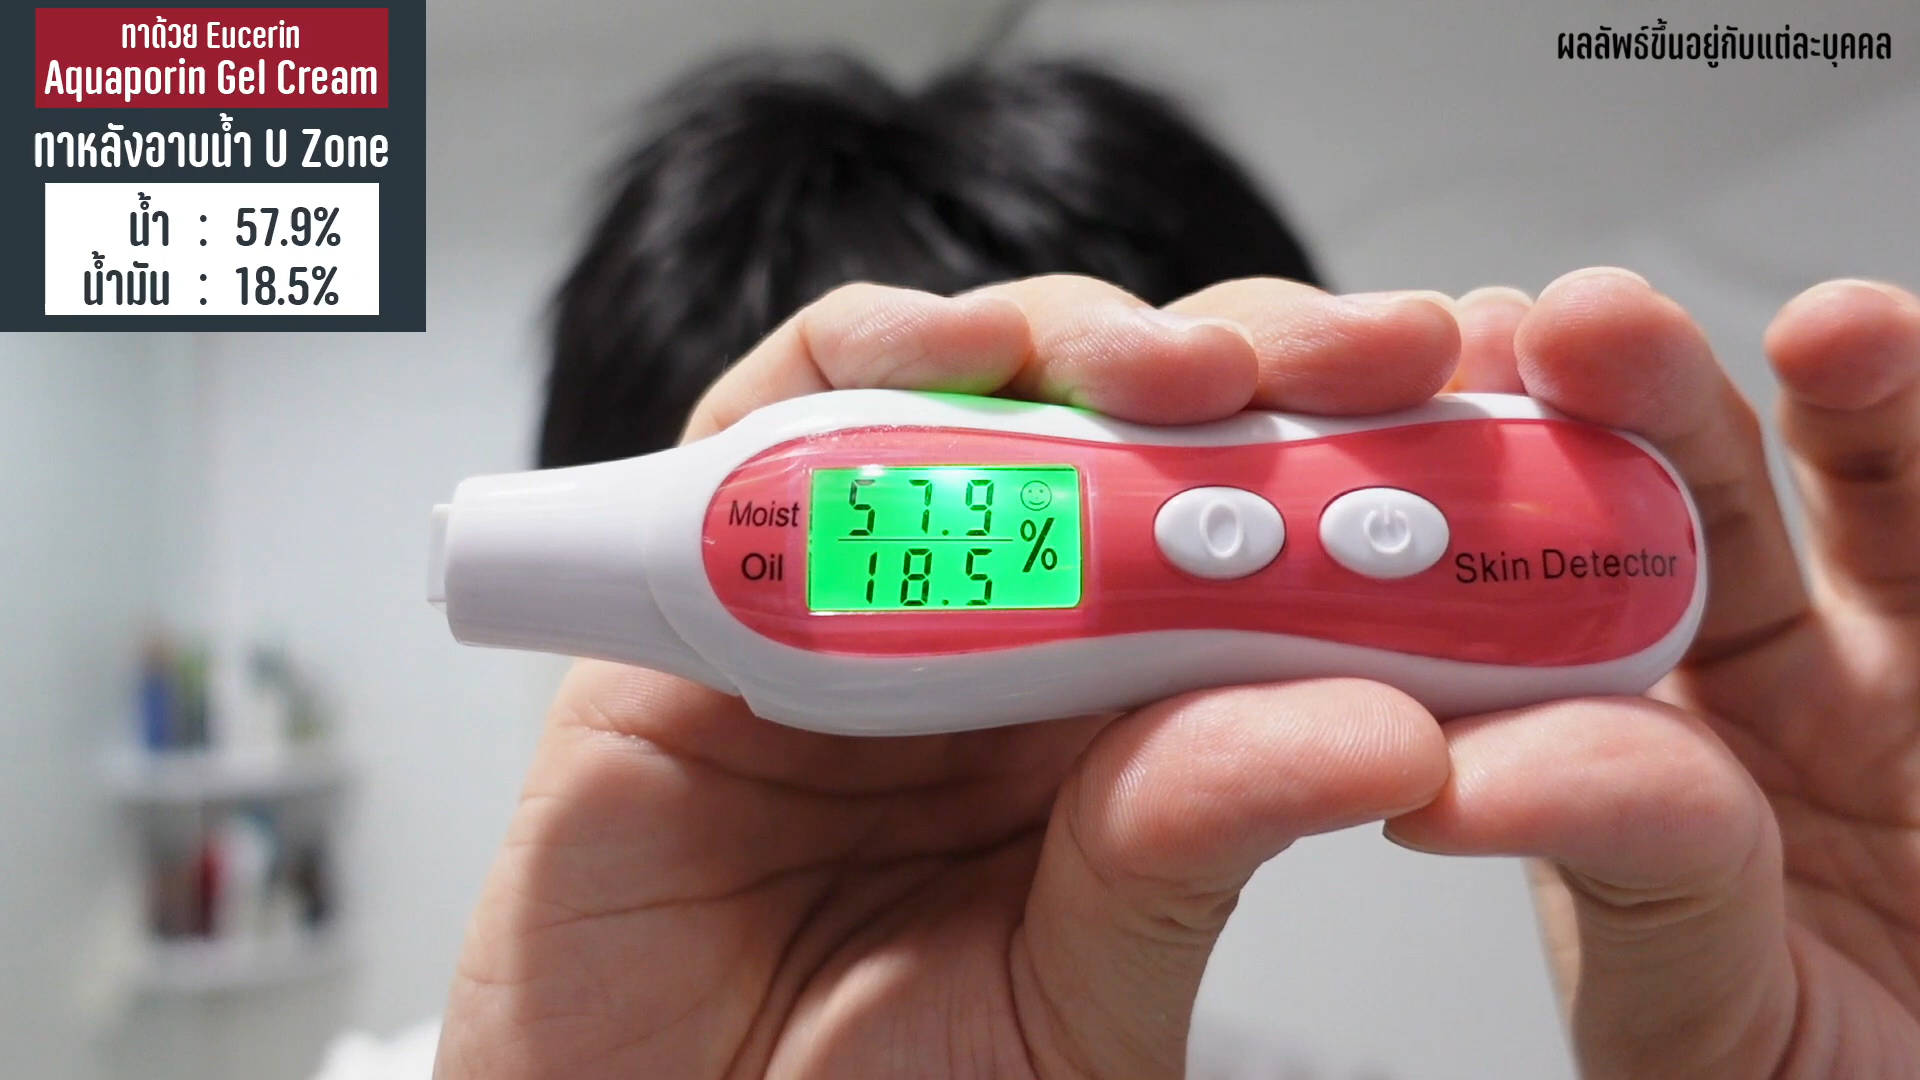 ทาด้วย Eucerin
Aquaporin Gel Cream
ทาหลังอาบน้ำ U Zone
น้ำ : 57.9%
น้ำมัน : 18.5%
ผลลัพธ์ขึ้นอยู่กับแต่ละบุคคล
Moist 57.9
%
Oil 18.5
Skin Detector